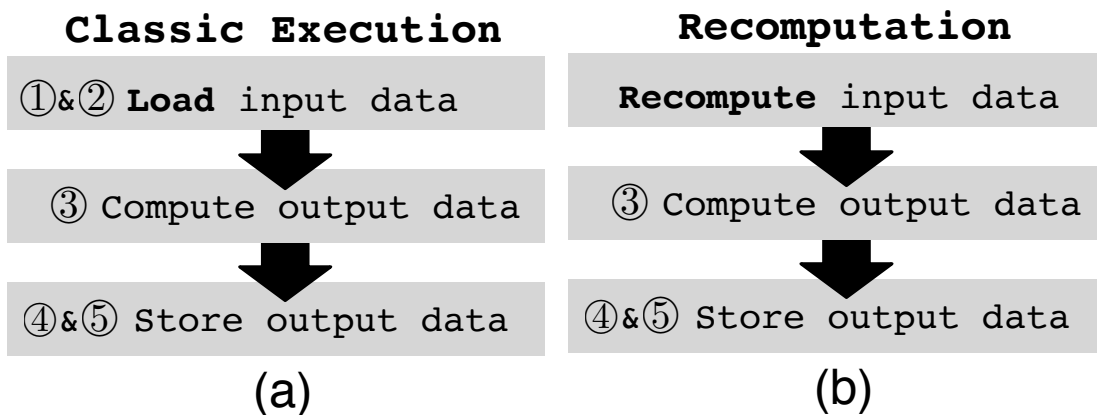 Classic Execution
①&② Load input data
③ Compute output data
④&⑤ Store output data
(a)
Recomputation
Recompute input data
③ Compute output data
④&⑤ Store output data
(b)